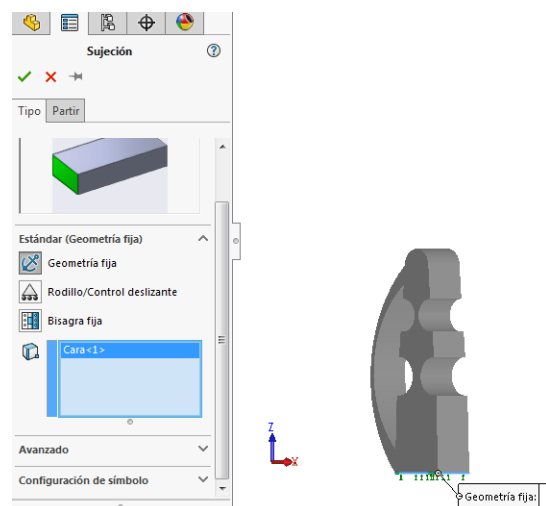 Sujeción
Tipo Partir
Estándar (Geometría fija)
Geometría fija
Rodillo/Control deslizante
Bisagra fija
Cara<1>
Avanzado
Configuración de símbolo
Z
X
Geometría fija: